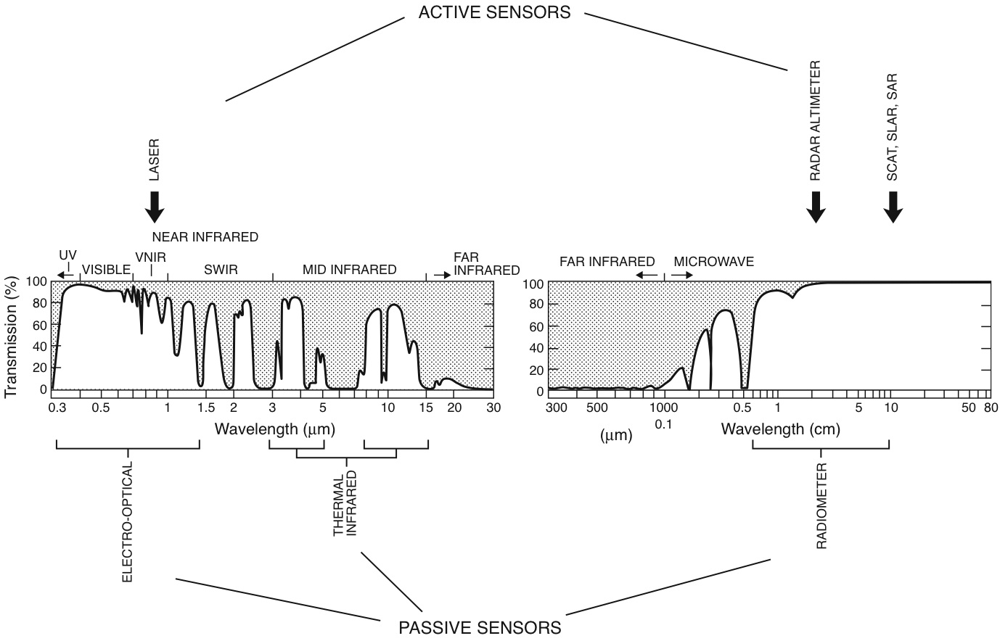 ACTIVE SENSORS
LASER
RADAR ALTIMETER
SCAT, SLAR, SAR
NEAR INFRARED
UV
VISIBLE
VNIR
SWIR
MID INFRARED
FAR
INFRARED
FAR INFRARED
MICROWAVE
Transmission (%)
100
80
60
40
20
0
0.3 0.5 1 1.5 2 3 5 10 15 20 30
Wavelength (μm)
100
80
60
40
20
0
300 500 1000 0.5 1 5 10 50 80
0.1
(μm)
Wavelength (cm)
ELECTRO-OPTICAL
THERMAL
INFRARED
RADIOMETER
PASSIVE SENSORS